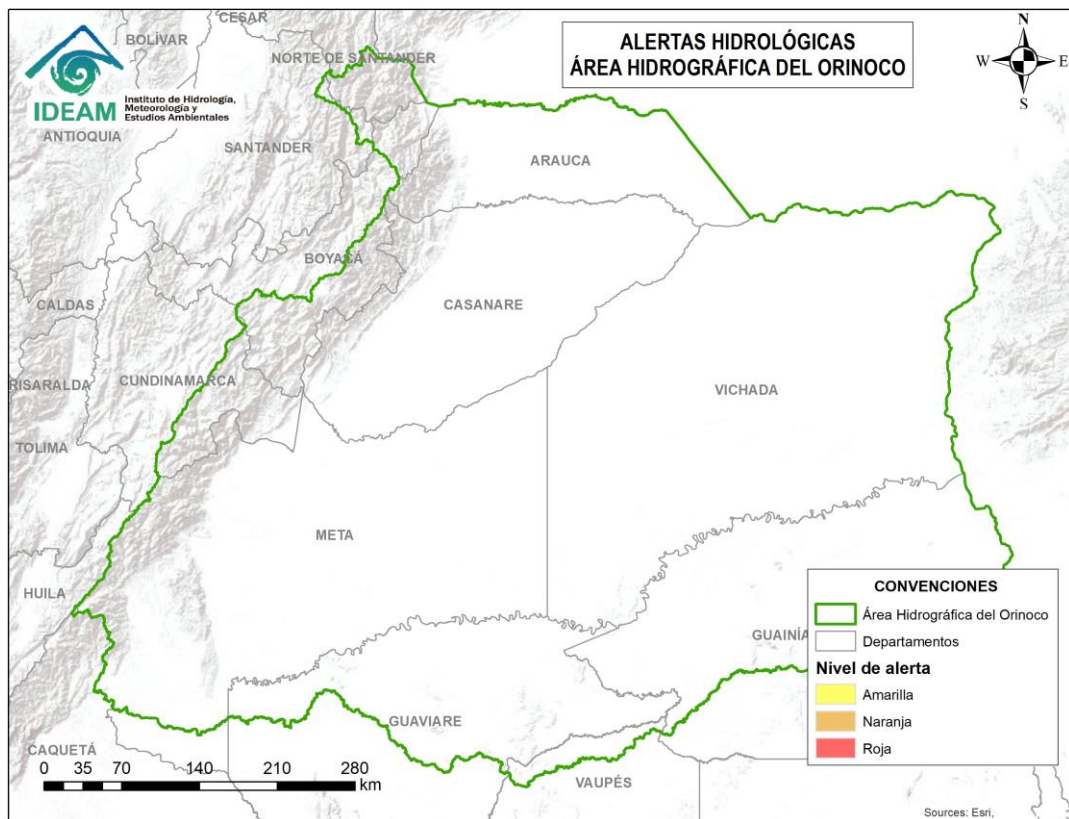 ALERTAS HIDROLÓGICAS
ÁREA HIDROGRÁFICA DEL ORINOCO
N
W
E
S
IDEAM
Instituto de Hidrología,
Meteorología y
Estudios Ambientales
CESAR
BOLÍVAR
NORTE DE SANTANDER
ANTIOQUIA
SANTANDER
ARAUCA
BOYACÁ
CALDAS
CASANARE
RISARALDA
CUNDINAMARCA
VICHADA
TOLIMA
META
HUILA
GUAINÍA
GUAVIARE
CAQUETÁ
VAUPÉS
CONVENCIONES
Área Hidrográfica del Orinoco
Departamentos
Nivel de alerta
Amarilla
Naranja
Roja
0 35 70 140 210 280
km
Sources: Esri,